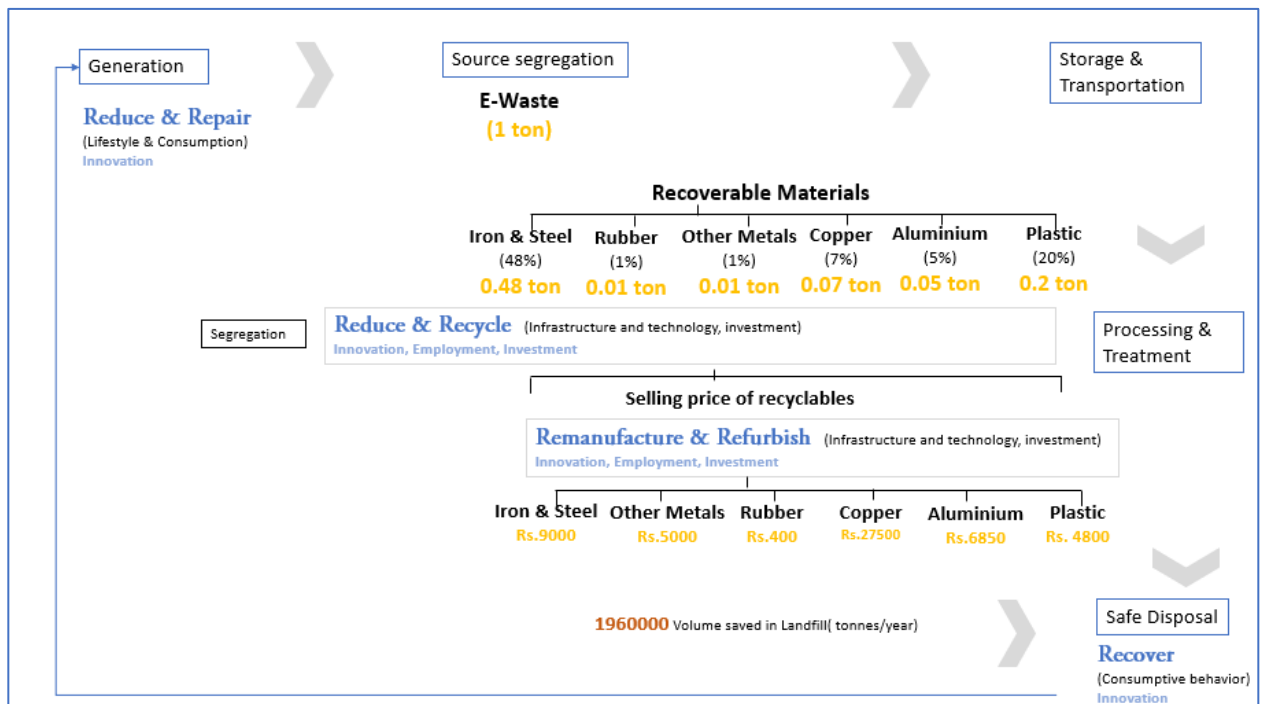 Generation
Reduce & Repair
(Lifestyle & Consumption)
Innovation
Source segregation
E-Waste
(1 ton)
Storage &
Transportation
Recoverable Materials
Iron & Steel Rubber Other Metals Copper Aluminium Plastic
(48%) (1%) (1%) (7%) (5%) (20%)
0.48 ton 0.01 ton 0.01 ton 0.07 ton 0.05 ton 0.2 ton
Segregation
Reduce & Recycle (Infrastructure and technology, investment)
Innovation, Employment, Investment
Processing &
Treatment
Selling price of recyclables
Remanufacture & Refurbish (Infrastructure and technology, investment)
Innovation, Employment, Investment
Iron & Steel Other Metals Rubber Copper Aluminium Plastic
Rs.9000 Rs.5000 Rs.400 Rs.27500 Rs.6850 Rs. 4800
1960000 Volume saved in Landfill( tonnes/year)
Safe Disposal
Recover
(Consumptive behavior)
Innovation